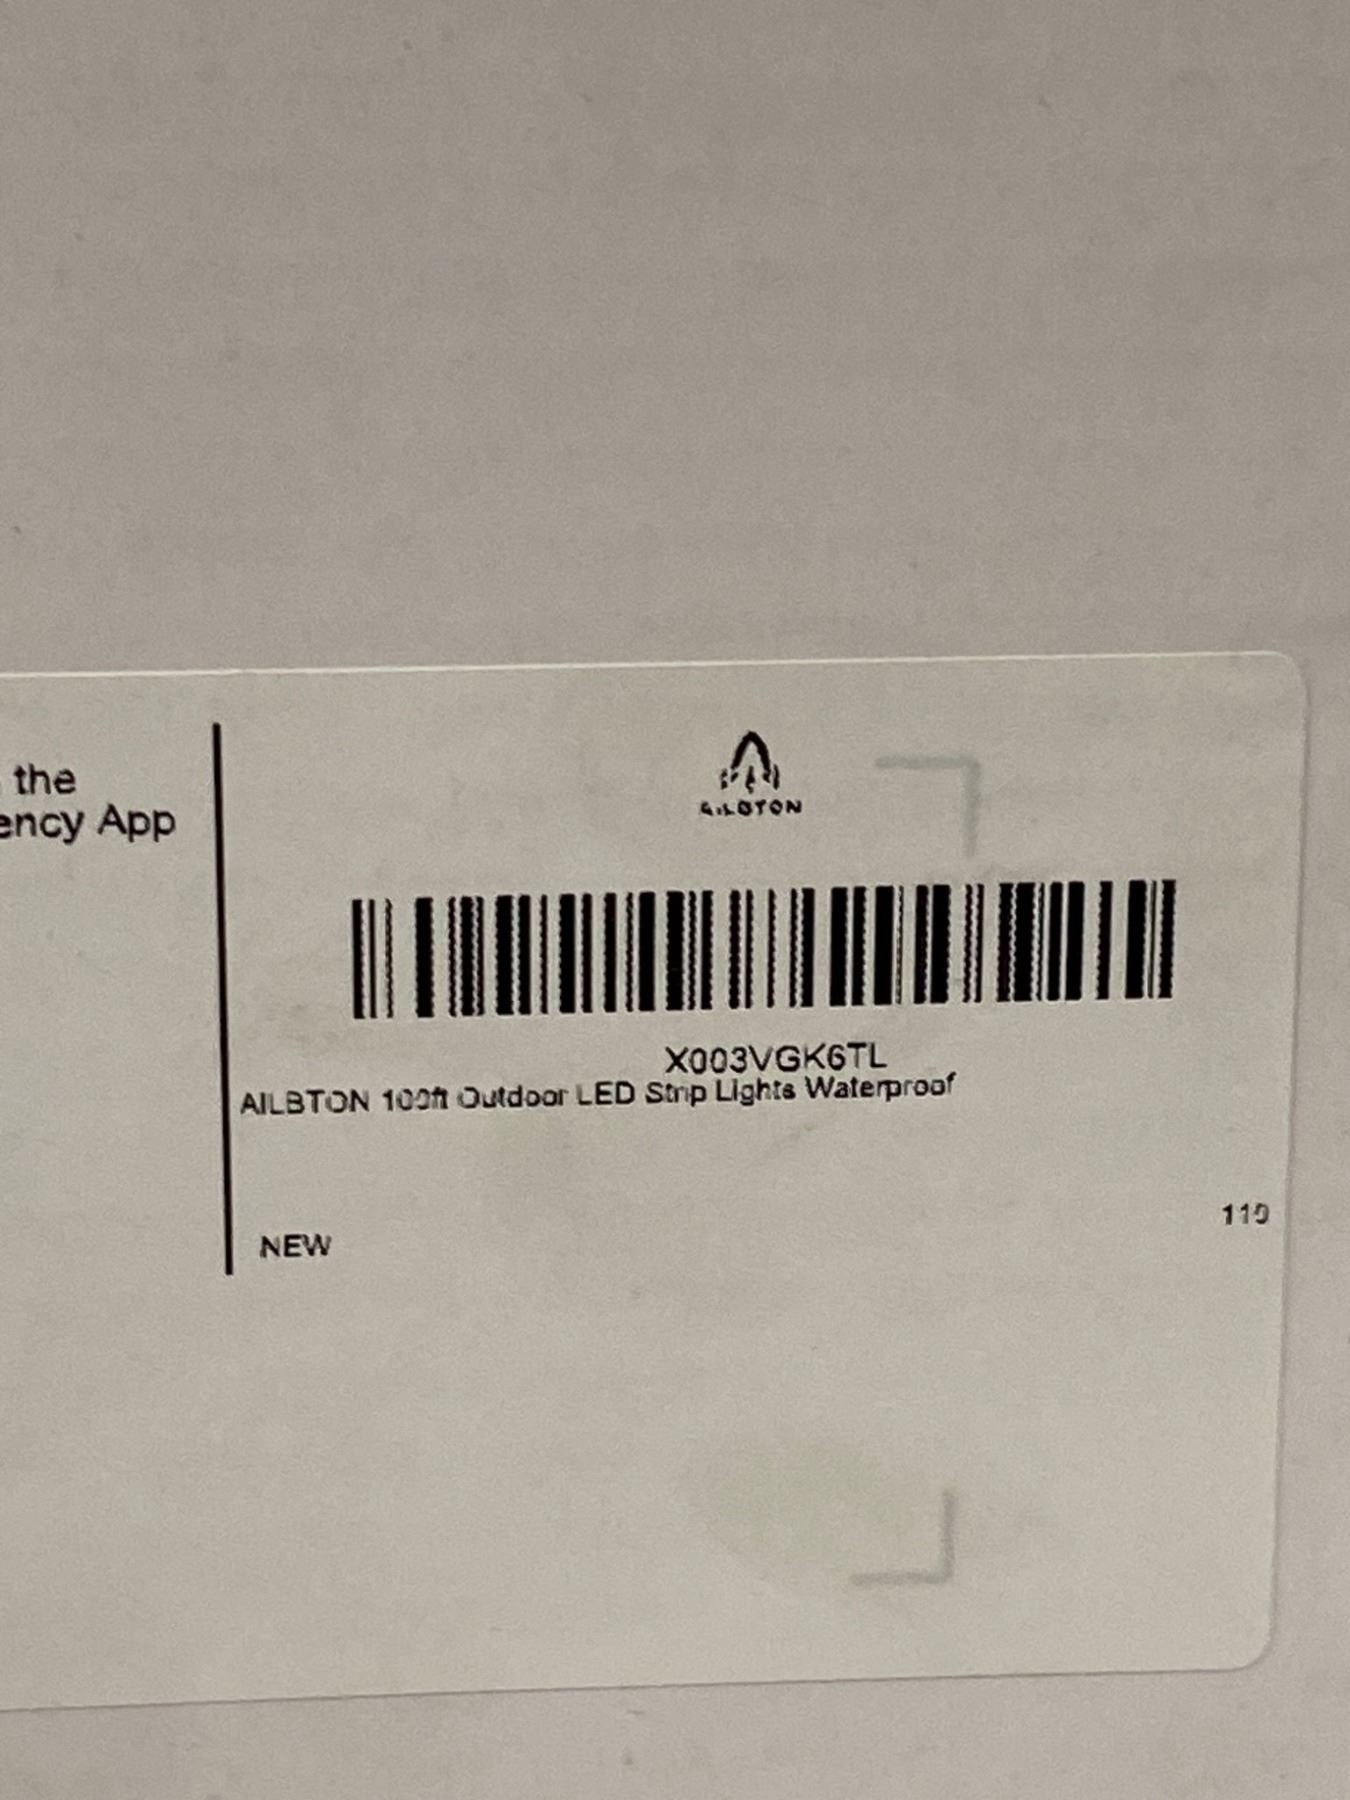 the
ency App
AILBTON
X003VGK6TL
AILBTON 100ft Outdoor LED Strip Lights Waterproof
NEW
110